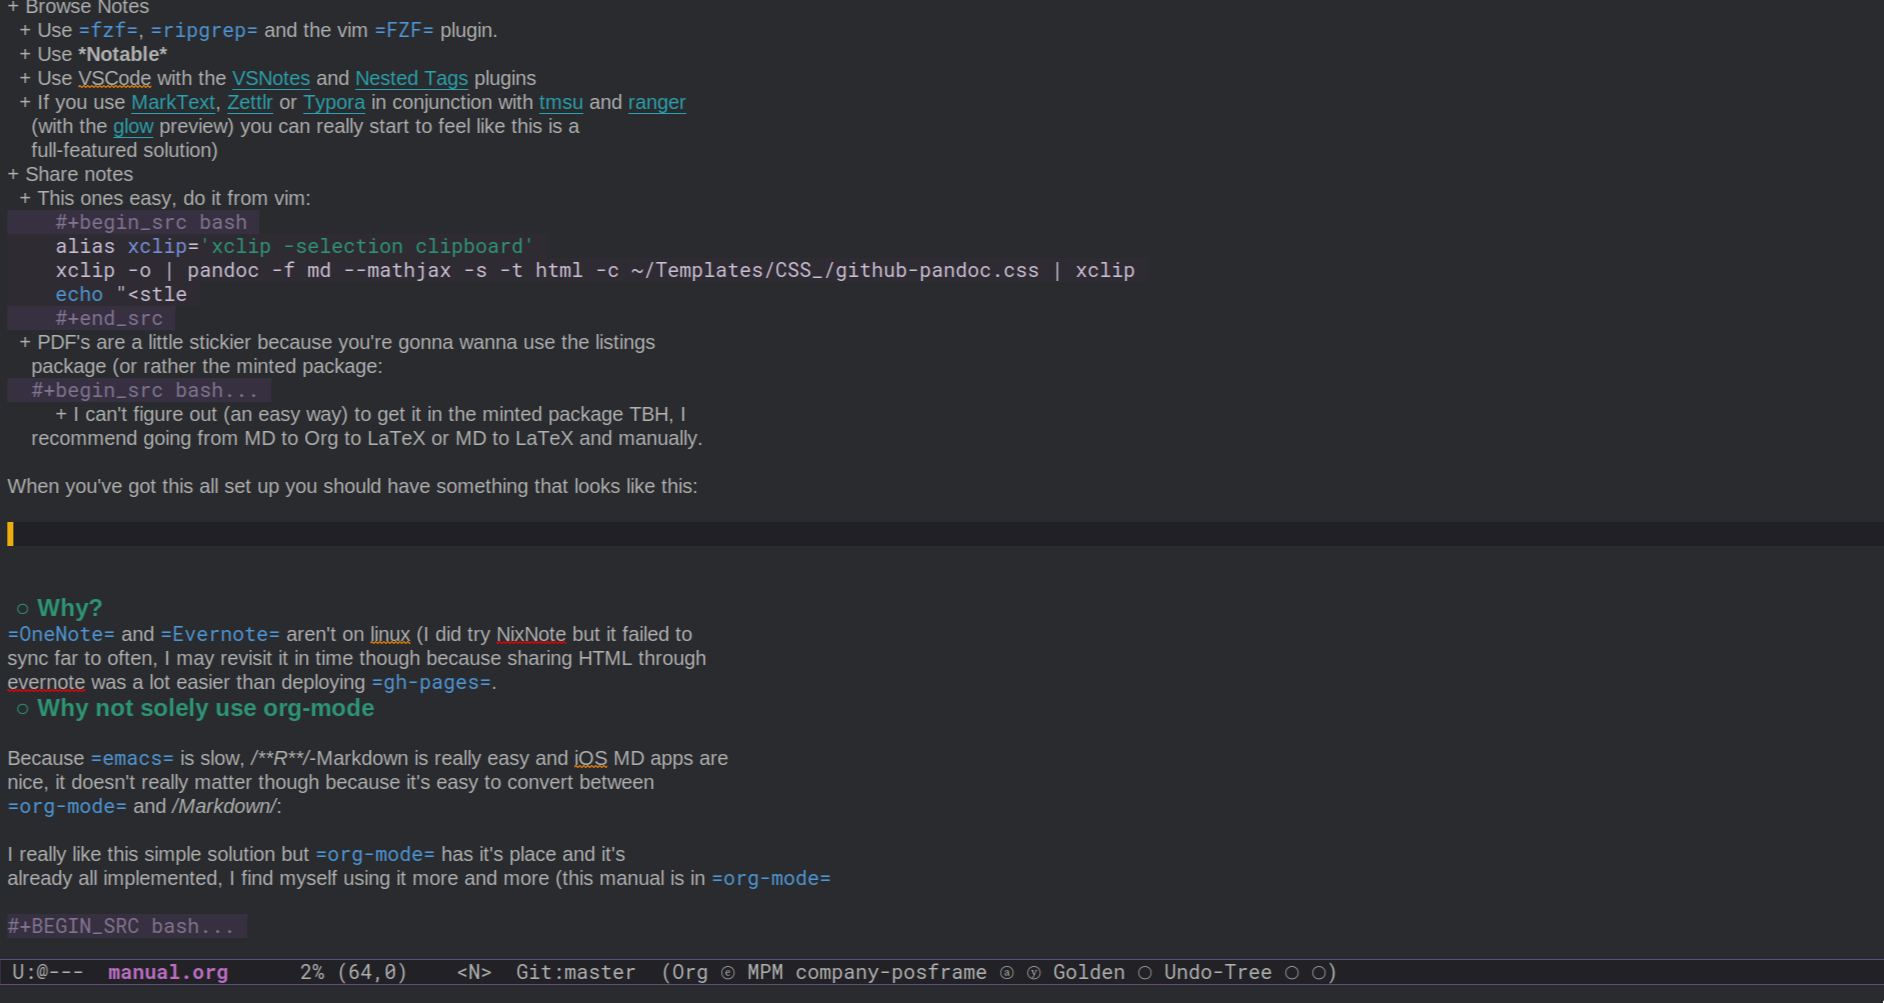 + Browse Notes
+ Use =fzf=, =ripgrep= and the vim =FZF= plugin.
+ Use *Notable*
+ Use VSCode with the VSNotes and Nested Tags plugins
+ If you use MarkText, Zettlr or Typora in conjunction with tmsu and ranger
(with the glow preview) you can really start to feel like this is a
full-featured solution)
+ Share notes
+ This ones easy, do it from vim:
#+begin_src bash
alias xclip='xclip -selection clipboard'
xclip -o | pandoc -f md --mathjax -s -t html -c ~/Templates/CSS_/github-pandoc.css | xclip
echo "<stle
#+end_src
+ PDF's are a little stickier because you're gonna wanna use the listings
package (or rather the minted package:
#+begin_src bash...
+ I can't figure out (an easy way) to get it in the minted package TBH, I
recommend going from MD to Org to LaTeX or MD to LaTeX and manually.
When you've got this all set up you should have something that looks like this:
○ Why?
=OneNote= and =Evernote= aren't on linux (I did try NixNote but it failed to
sync far to often, I may revisit it in time though because sharing HTML through
evernote was a lot easier than deploying =gh-pages=.
○ Why not solely use org-mode
Because =emacs= is slow, /**R**/-Markdown is really easy and iOS MD apps are
nice, it doesn't really matter though because it's easy to convert between
=org-mode= and /Markdown/:
I really like this simple solution but =org-mode= has it's place and it's
already all implemented, I find myself using it more and more (this manual is in =org-mode=
#+BEGIN_SRC bash...
U:@--- manual.org 2% (64,0) <N> Git:master (Org ⓔ MPM company-posframe ⓐ ⓨ Golden ○ Undo-Tree ○ ○)